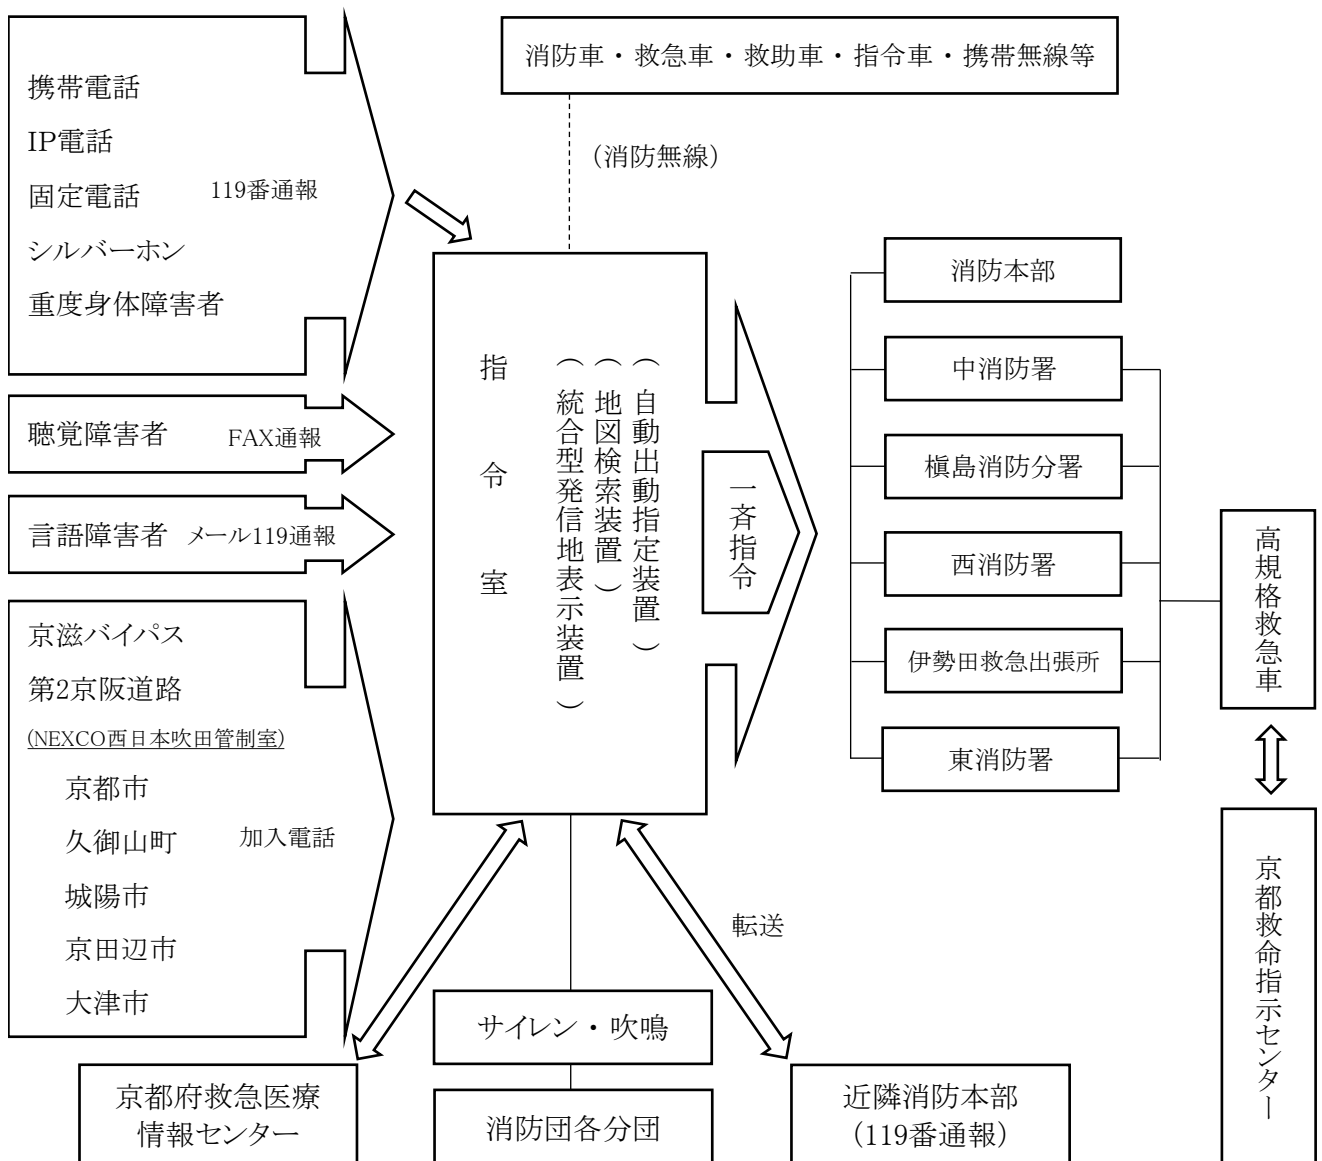 消防車・救急車・救助車・指令車・携帯無線等
(消防無線)
携帯電話
IP電話
固定電話
シルバーホン
重度身体障害者
119番通報
聴覚障害者
FAX通報
言語障害者
メール119通報
京滋バイパス
第2京阪道路
(NEXCO西日本吹田管制室)
京都市
久御山町
城陽市
京田辺市
大津市
加入電話
指令室
(自動出動指定装置)
(地図検索装置)
(統合型発信地表示装置)
一斉指令
消防本部
中消防署
槇島消防分署
西消防署
伊勢田救急出張所
東消防署
高規格救急車
京都救命指示センター
転送
サイレン・吹鳴
消防団各分団
京都府救急医療
情報センター
近隣消防本部
(119番通報)